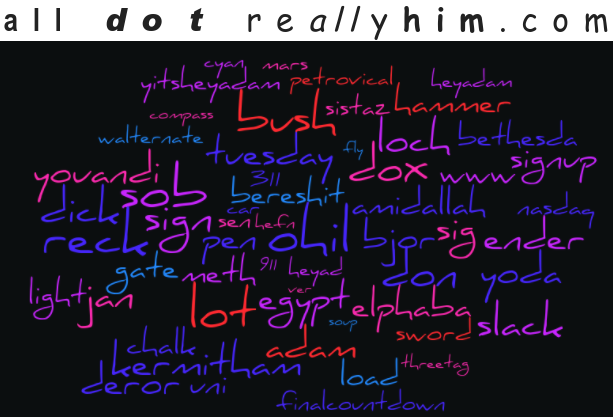 all dot reallyhim.com
cyan mars
yitsheyadam petrovical heyadam
compass bush sistaz hammer
walternate tuesday fly loch bethesda
youandi 311 dox www signup
dick sob bereshit amidallah nasdaq
sign car sen hefn
reck pen ohil bjor sig ender
gate meth 911 heyad don yoda
light jan lot ver egypt elphaba
soup sword slack
chalk adam
kermitham load threetag
deror uni
finalcountdown